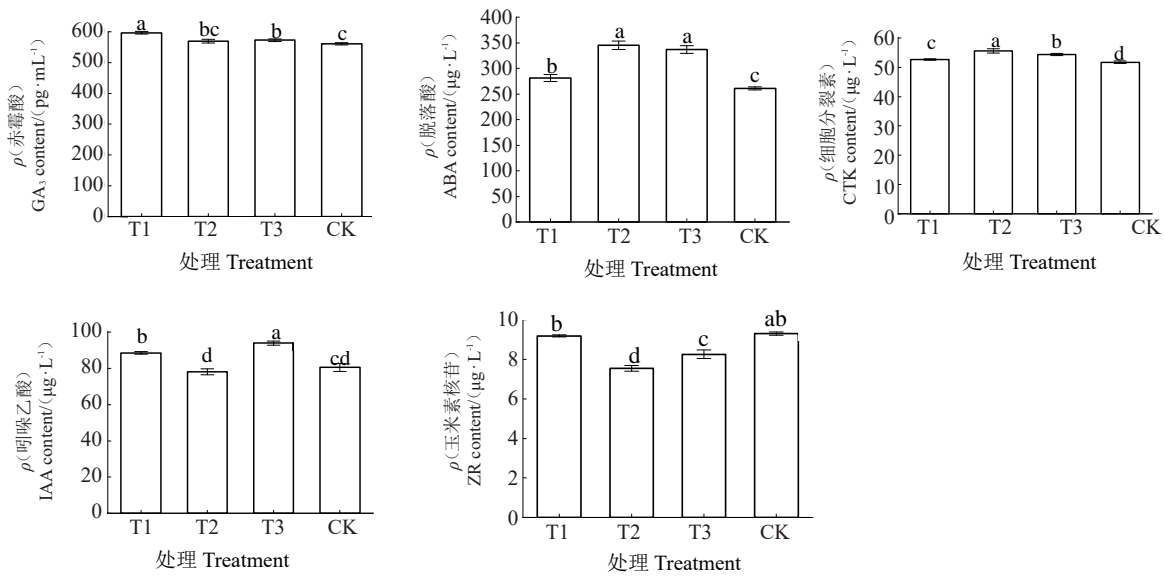 ρ(赤霉酸)
GA₃ content/(pg·mL⁻¹)
600
500
400
300
200
100
0
a
bc
b
c
T1
T2
T3
CK
处理 Treatment
ρ(脱落酸)
ABA content/(μg·L⁻¹)
400
350
300
250
200
150
100
50
0
b
a
a
c
T1
T2
T3
CK
处理 Treatment
ρ(细胞分裂素)
CTK content/(μg·L⁻¹)
60
50
40
30
20
10
0
c
a
b
d
T1
T2
T3
CK
处理 Treatment
ρ(吲哚乙酸)
IAA content/(μg·L⁻¹)
100
80
60
40
20
0
b
d
a
cd
T1
T2
T3
CK
处理 Treatment
ρ(玉米素核苷)
ZR content/(μg·L⁻¹)
10
8
6
4
2
0
b
d
c
ab
T1
T2
T3
CK
处理 Treatment